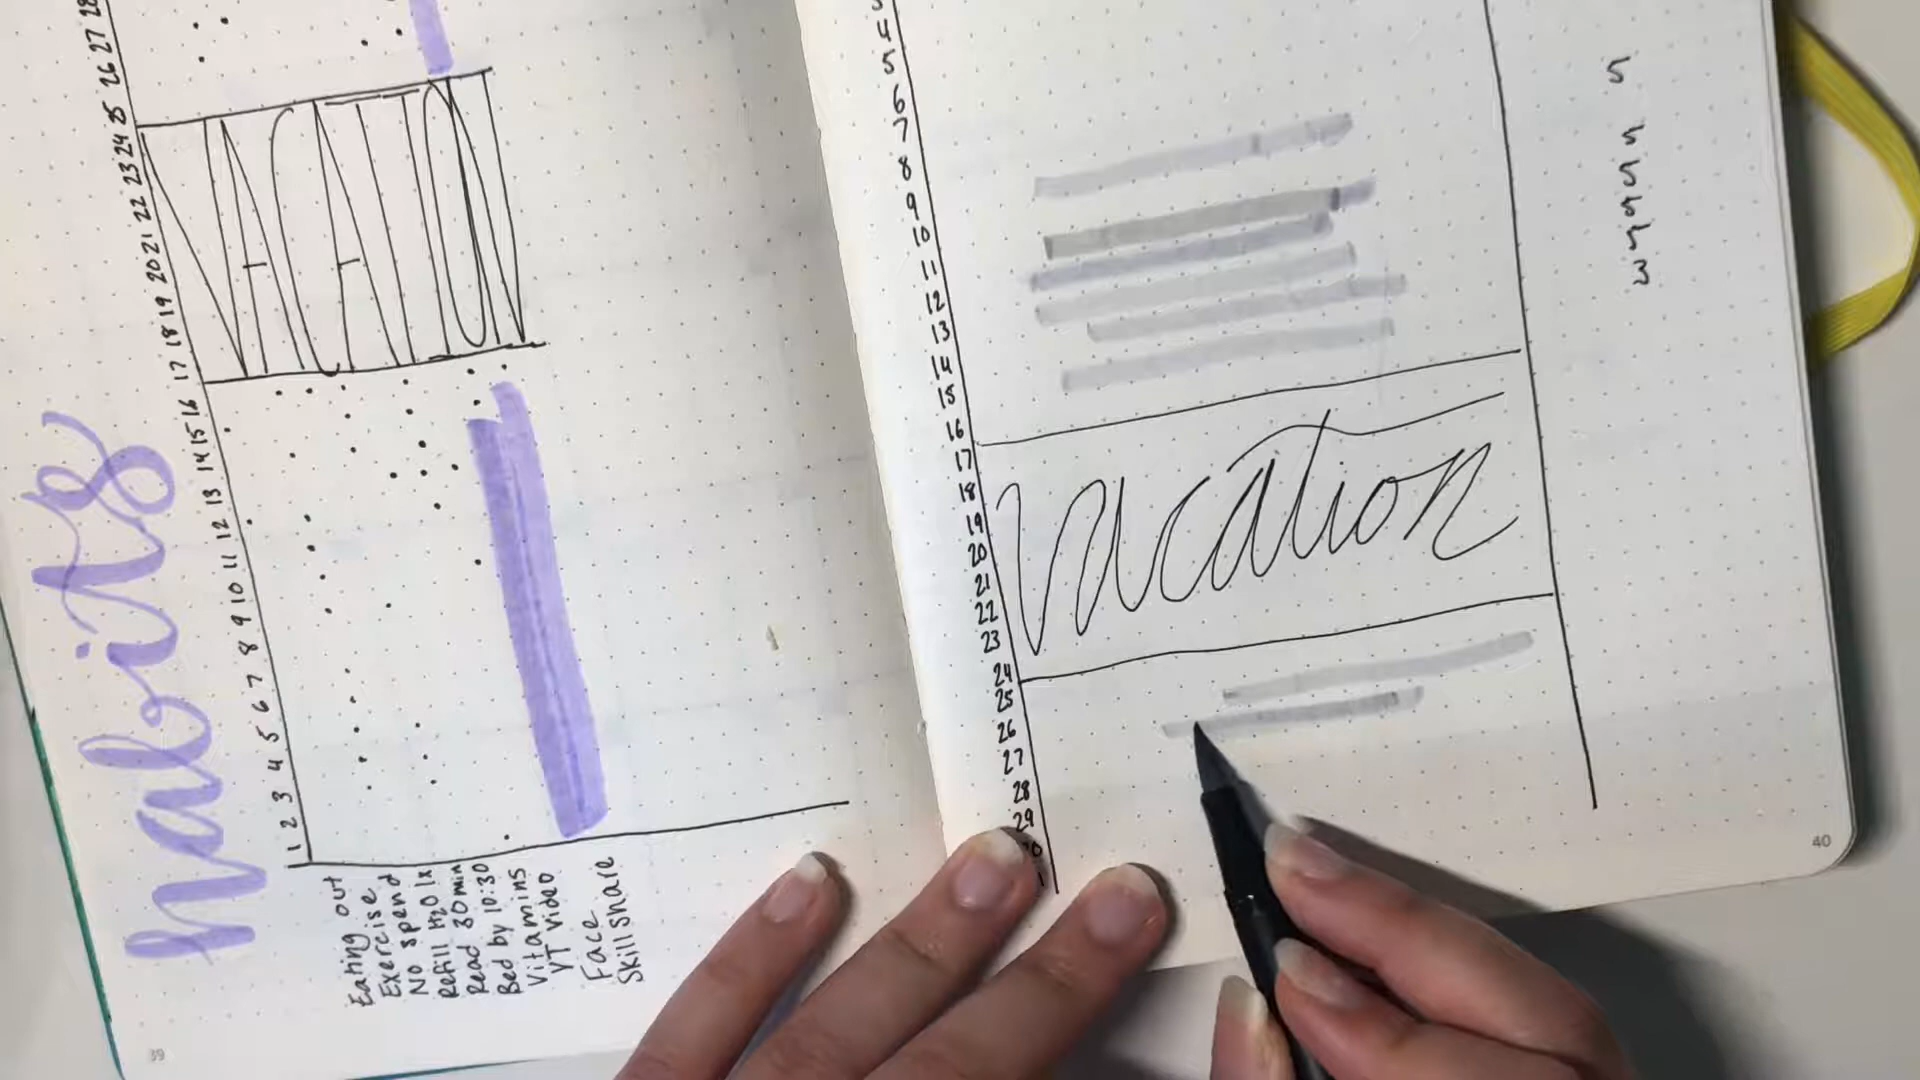 habits
1 2 3 4 5 6 7 8 9 10 11 12 13 14 15 16 17 18 19 20 21 22 23 24 25 26 27 28
VACATION
Eating out
Exercise
No spend
Refill H2O 1x
Read 30 min
Bed by 10:30
Vitamins
YT video
Face
Skillshare
39
5
6
7
8
9
10
11
12
13
14
15
16
17
18
19
20
21
22
23
24
25
26
27
28
29
vacation
40